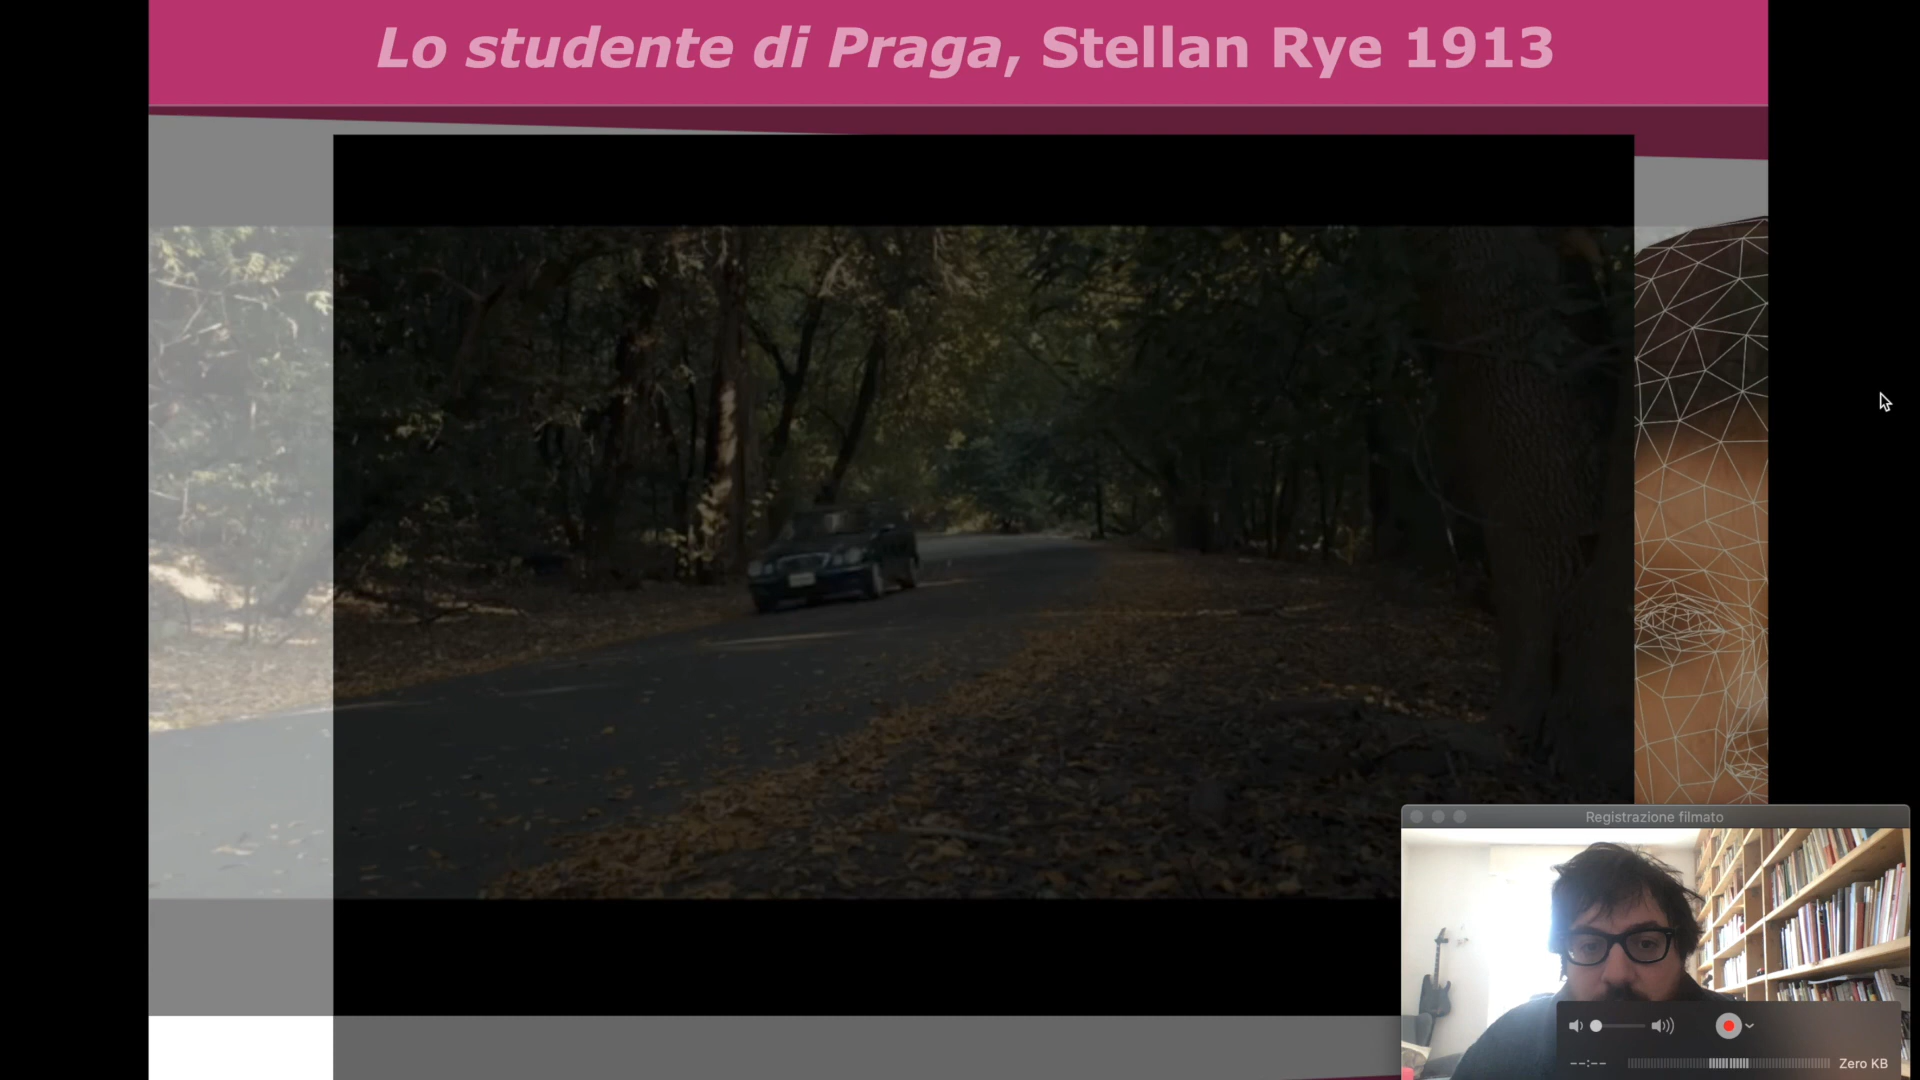 Lo studente di Praga, Stellan Rye 1913
Registrazione filmato
--:--
Zero KB